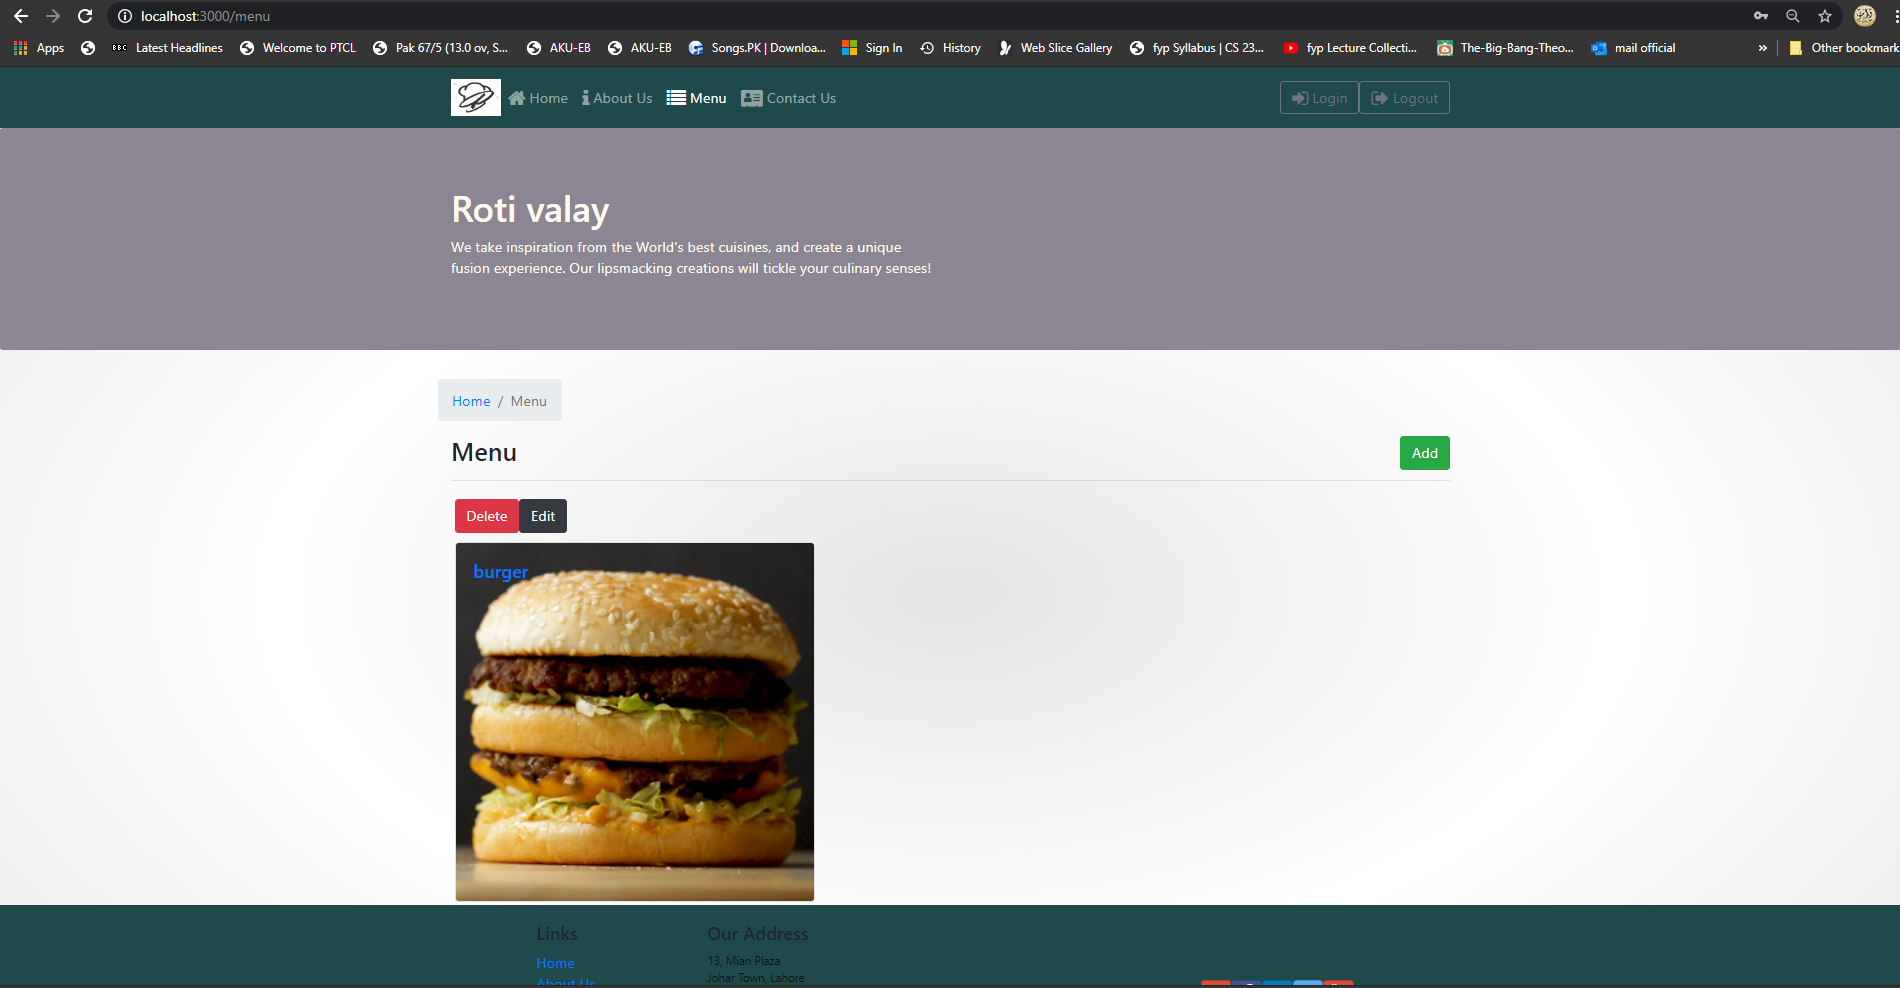 localhost:3000/menu
Apps
BBC Latest Headlines
Welcome to PTCL
Pak 67/5 (13.0 ov, S...
AKU-EB
AKU-EB
Songs.PK | Downloa...
Sign In
History
Web Slice Gallery
fyp Syllabus | CS 23...
fyp Lecture Collecti...
The-Big-Bang-Theo...
mail official
»
Other bookmark
Home
About Us
Menu
Contact Us
Login
Logout
Roti valay
We take inspiration from the World's best cuisines, and create a unique
fusion experience. Our lipsmacking creations will tickle your culinary senses!
Home / Menu
Menu
Add
Delete
Edit
burger
Links
Our Address
Home
13, Mian Plaza
About Us
Johar Town, Lahore